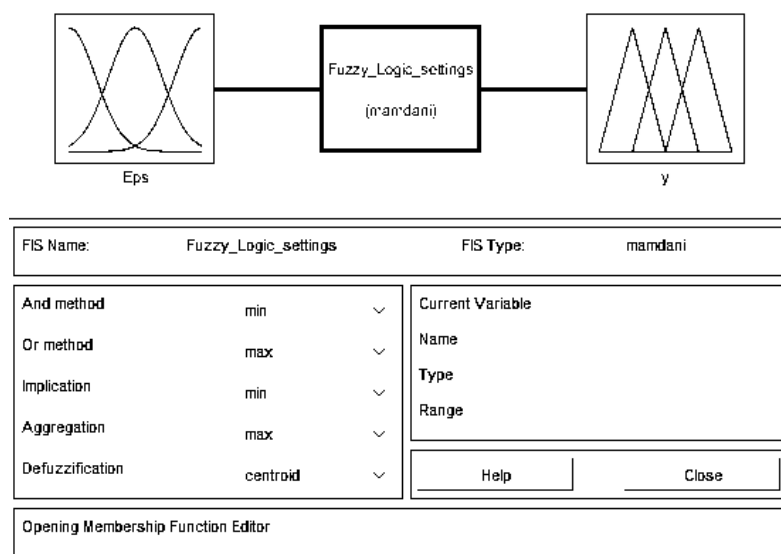 Fuzzy_Logic_settings
(mamdani)
Eps
y
FIS Name: Fuzzy_Logic_settings FIS Type: mamdani
And method min
Or method max
Implication min
Aggregation max
Defuzzification centroid
Current Variable
Name
Type
Range
Help Close
Opening Membership Function Editor